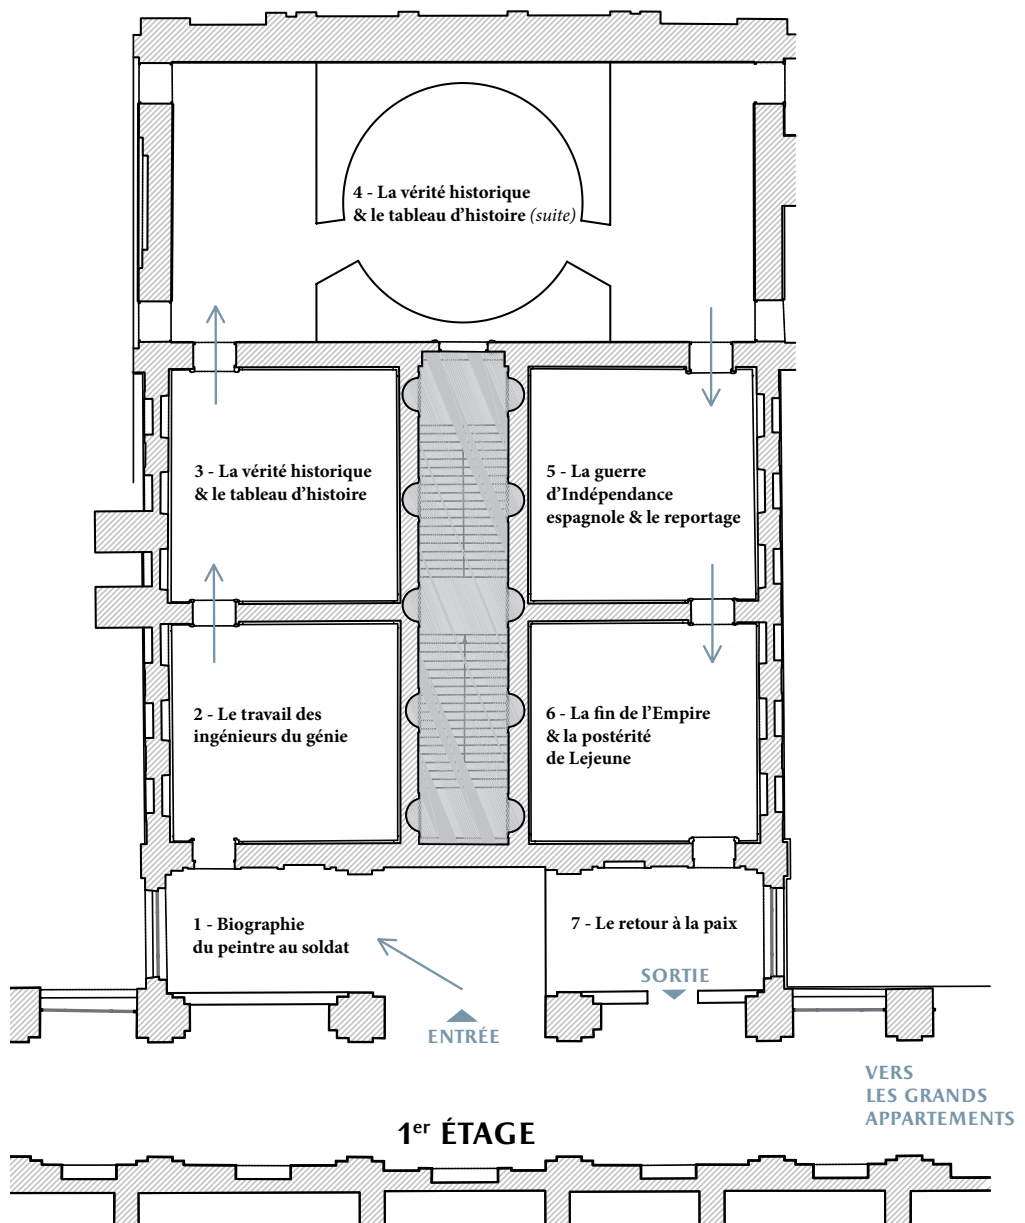 4 - La vérité historique
& le tableau d’histoire (suite)
3 - La vérité historique
& le tableau d’histoire
5 - La guerre
d’Indépendance
espagnole & le reportage
2 - Le travail des
ingénieurs du génie
6 - La fin de l’Empire
& la postérité
de Lejeune
1 - Biographie
du peintre au soldat
7 - Le retour à la paix
SORTIE
ENTRÉE
VERS
LES GRANDS
APPARTEMENTS
1er ÉTAGE